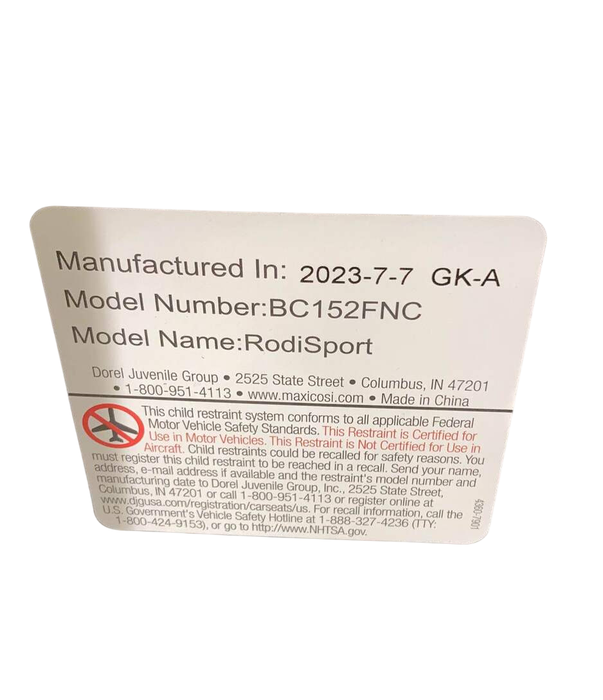 Manufactured In: 2023-7-7 GK-A
Model Number:BC152FNC
Model Name:RodiSport
Dorel Juvenile Group • 2525 State Street • Columbus, IN 47201
• 1-800-951-4113 • www.maxicosi.com • Made in China
This child restraint system conforms to all applicable Federal
Motor Vehicle Safety Standards. This Restraint is Certified for
Use in Motor Vehicles. This Restraint is Not Certified for Use in
Aircraft. Child restraints could be recalled for safety reasons. You
must register this child restraint to be reached in a recall. Send your name,
address, e-mail address if available and the restraint's model number and
manufacturing date to Dorel Juvenile Group, Inc., 2525 State Street,
Columbus, IN 47201 or call 1-800-951-4113 or register online at
www.djgusa.com/registration/carseats/us. For recall information, call the
U.S. Government's Vehicle Safety Hotline at 1-888-327-4236 (TTY:
1-800-424-9153), or go to http://www.NHTSA.gov.